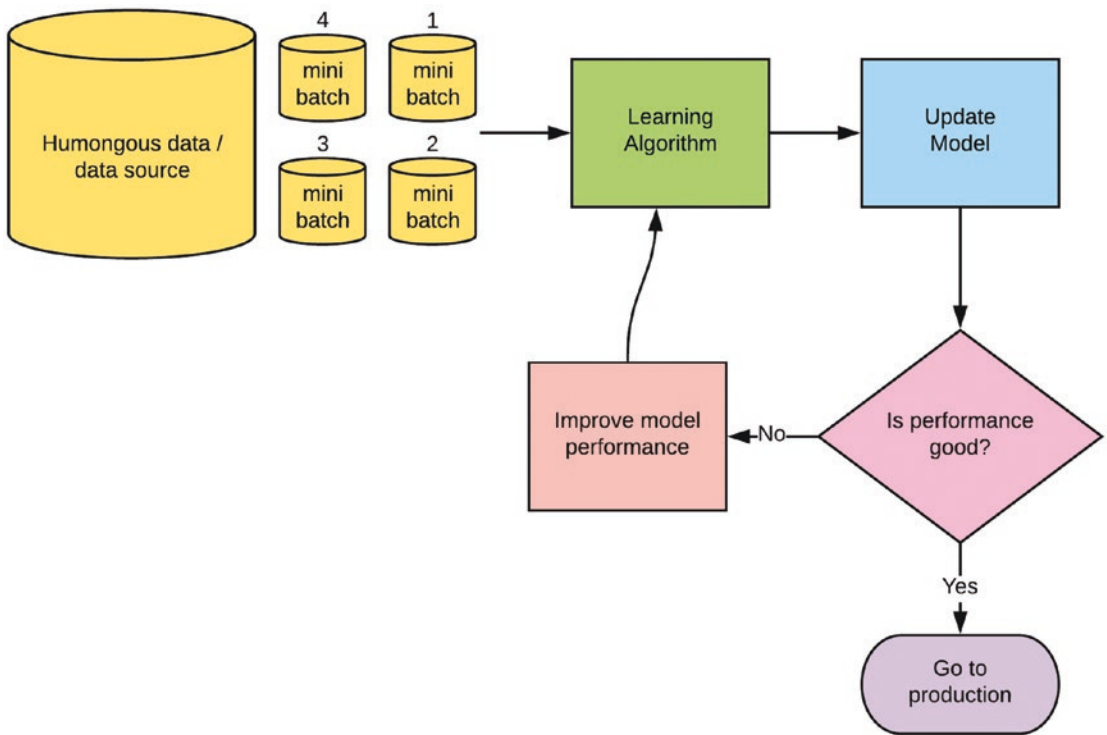 Humongous data /
data source
4
mini
batch
1
mini
batch
3
mini
batch
2
mini
batch
Learning
Algorithm
Update
Model
Improve model
performance
No
Is performance
good?
Yes
Go to
production